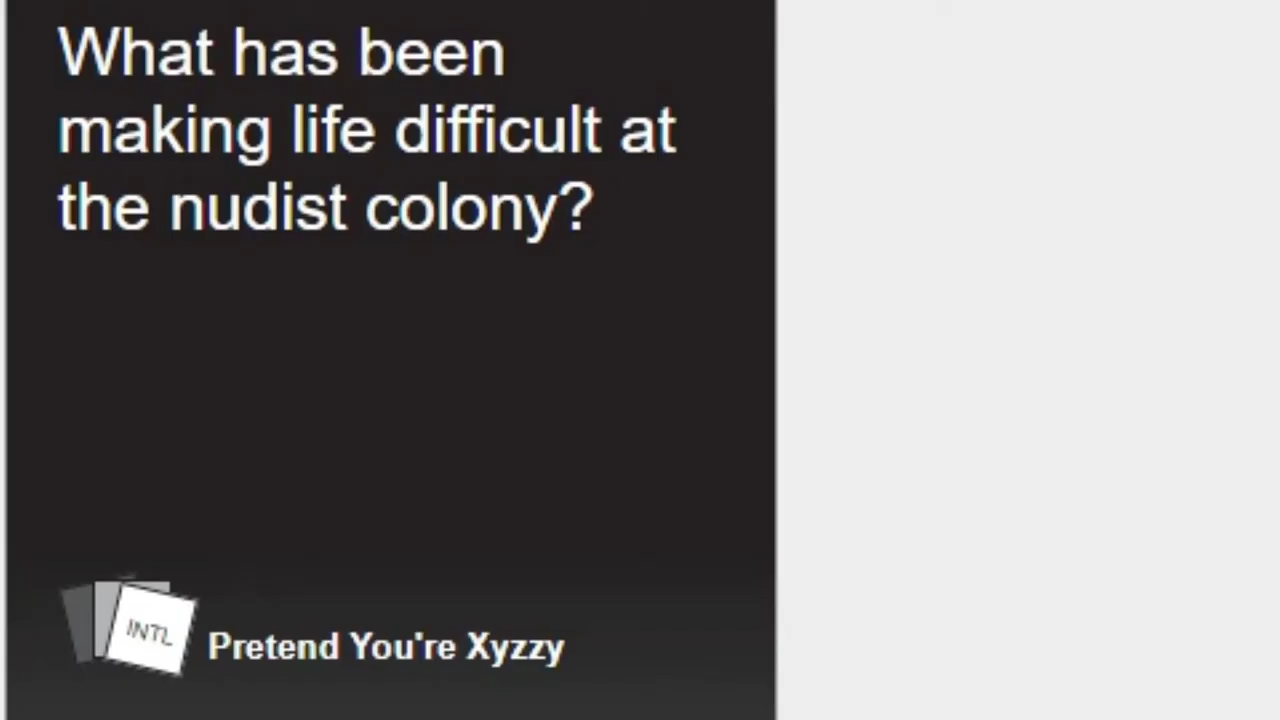 What has been
making life difficult at
the nudist colony?
INTL
Pretend You're Xyzzy